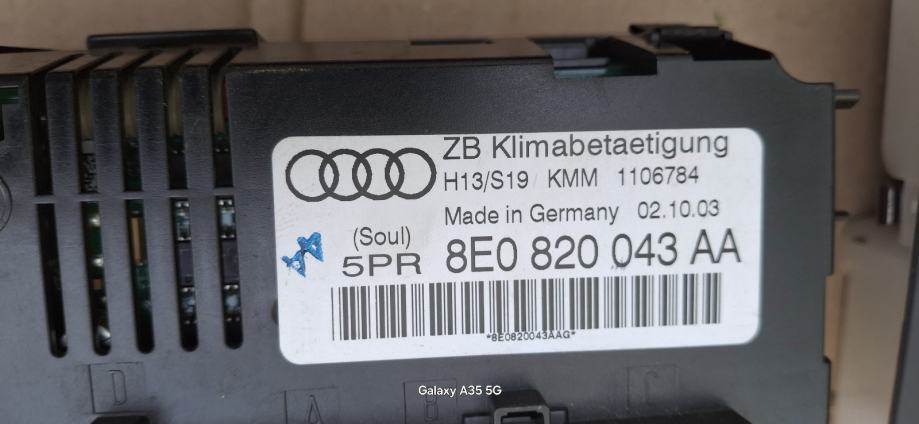 ZB Klimabetaetigung
H13/S19 KMM 1106784
Made in Germany 02.10.03
(Soul)
5PR 8E0 820 043 AA
*8E0820043AAG*
D A B C
Galaxy A35 5G